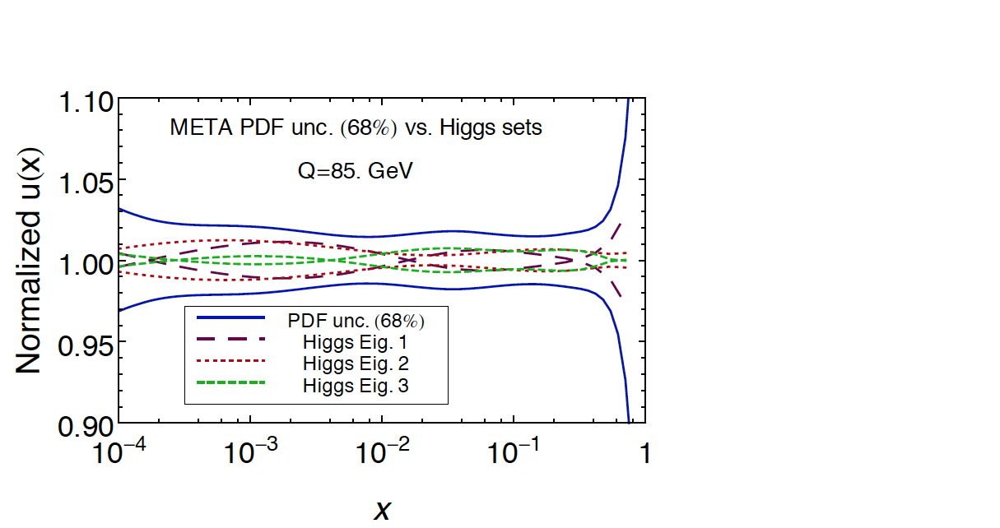 META PDF unc. (68%) vs. Higgs sets
Q=85. GeV
Normalized u(x)
1.10
1.05
1.00
0.95
0.90
PDF unc. (68%)
Higgs Eig. 1
Higgs Eig. 2
Higgs Eig. 3
10⁻⁴ 10⁻³ 10⁻² 10⁻¹ 1
x